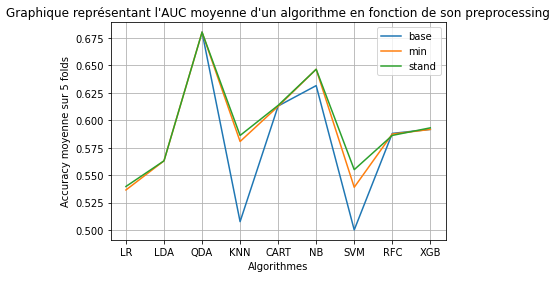 Graphique représentant l'AUC moyenne d'un algorithme en fonction de son preprocessing
base
min
stand
Accuracy moyenne sur 5 folds
0.675
0.650
0.625
0.600
0.575
0.550
0.525
0.500
LR LDA QDA KNN CART NB SVM RFC XGB
Algorithmes